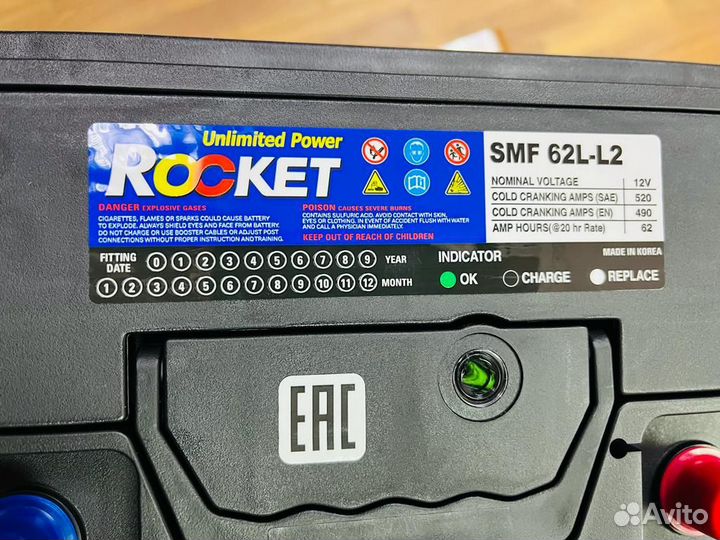 Unlimited Power
ROCKET
DANGER EXPLOSIVE GASES
CIGARETTES, FLAMES OR SPARKS COULD CAUSE BATTERY
TO EXPLODE. ALWAYS SHIELD EYES AND FACE FROM BATTERY.
DO NOT CHARGE OR USE BOOSTER CABLES OR ADJUST POST
CONNECTIONS WITHOUT PROPER INSTRUCTION AND TRAINING.
POISON CAUSES SEVERE BURNS
CONTAINS SULFURIC ACID. AVOID CONTACT WITH SKIN,
EYES OR CLOTHING. IN EVENT OF ACCIDENT FLUSH WITH WATER
AND CALL A PHYSICIAN IMMEDIATELY.
KEEP OUT OF REACH OF CHILDREN
SMF 62L-L2
NOMINAL VOLTAGE 12V
COLD CRANKING AMPS (SAE) 520
COLD CRANKING AMPS (EN) 490
AMP HOURS(@20 hr Rate) 62
FITTING DATE
0 1 2 3 4 5 6 7 8 9 YEAR
1 2 3 4 5 6 7 8 9 10 11 12 MONTH
INDICATOR
MADE IN KOREA
OK CHARGE REPLACE
EAC
Avito